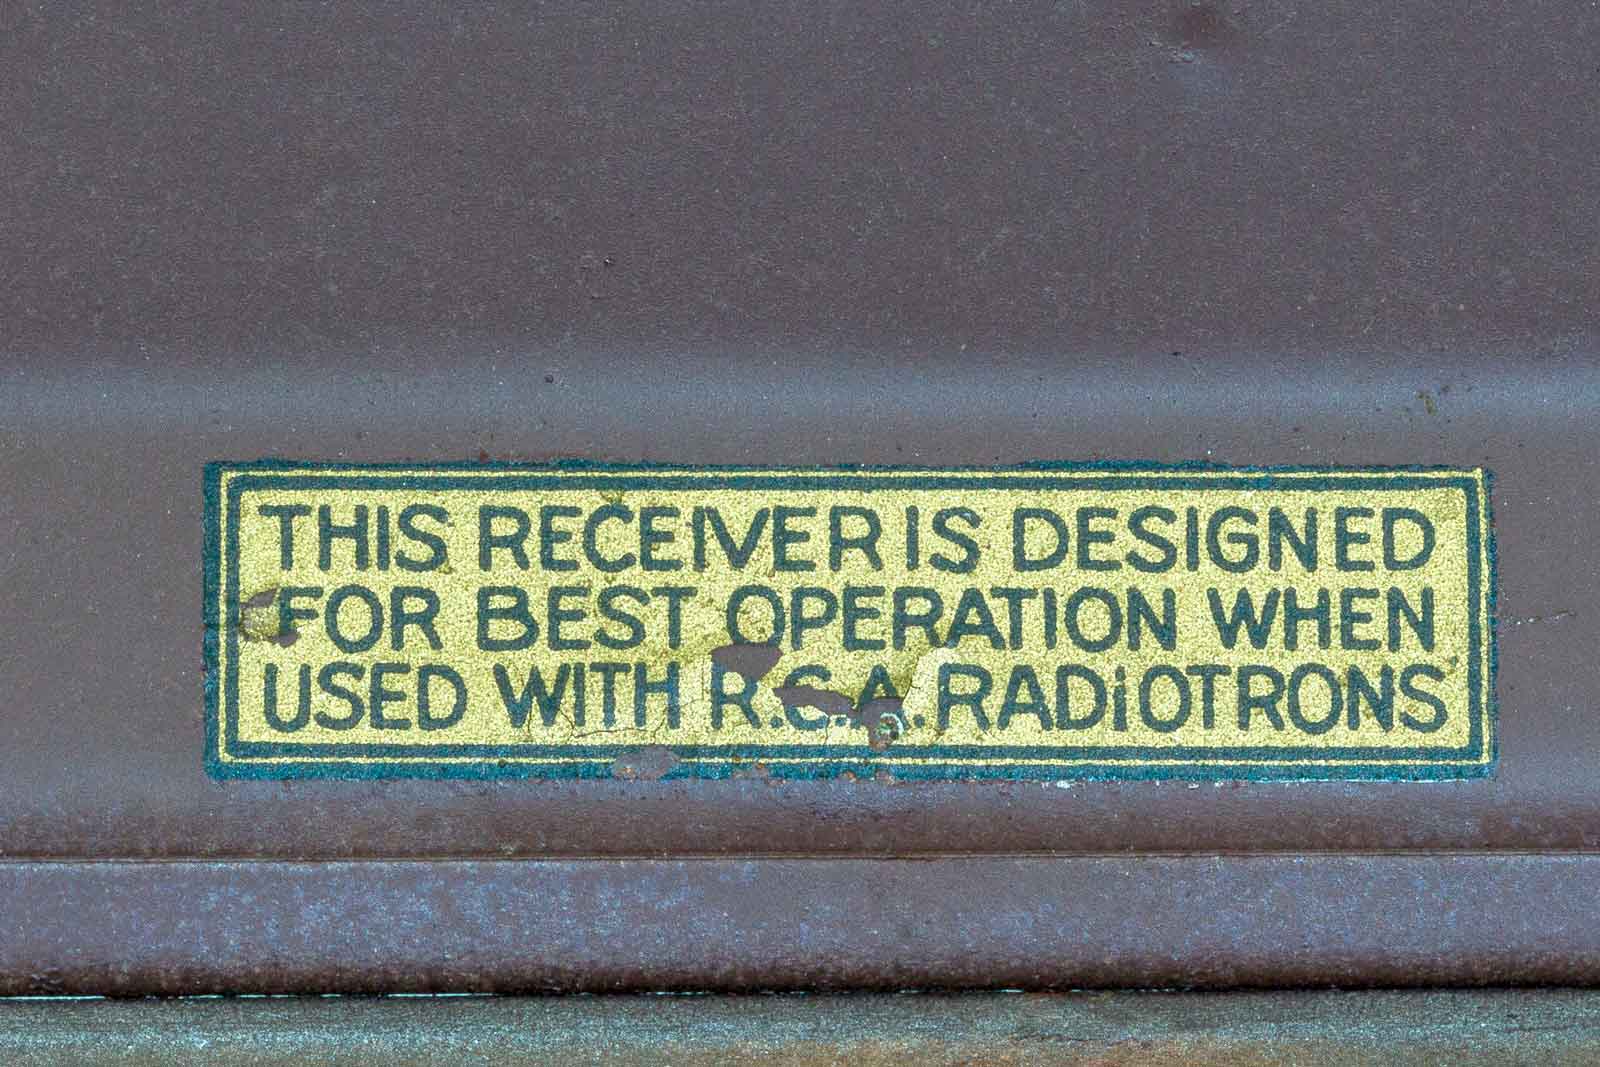 THIS RECEIVER IS DESIGNED
FOR BEST OPERATION WHEN
USED WITH R.C.A. RADiOTRONS